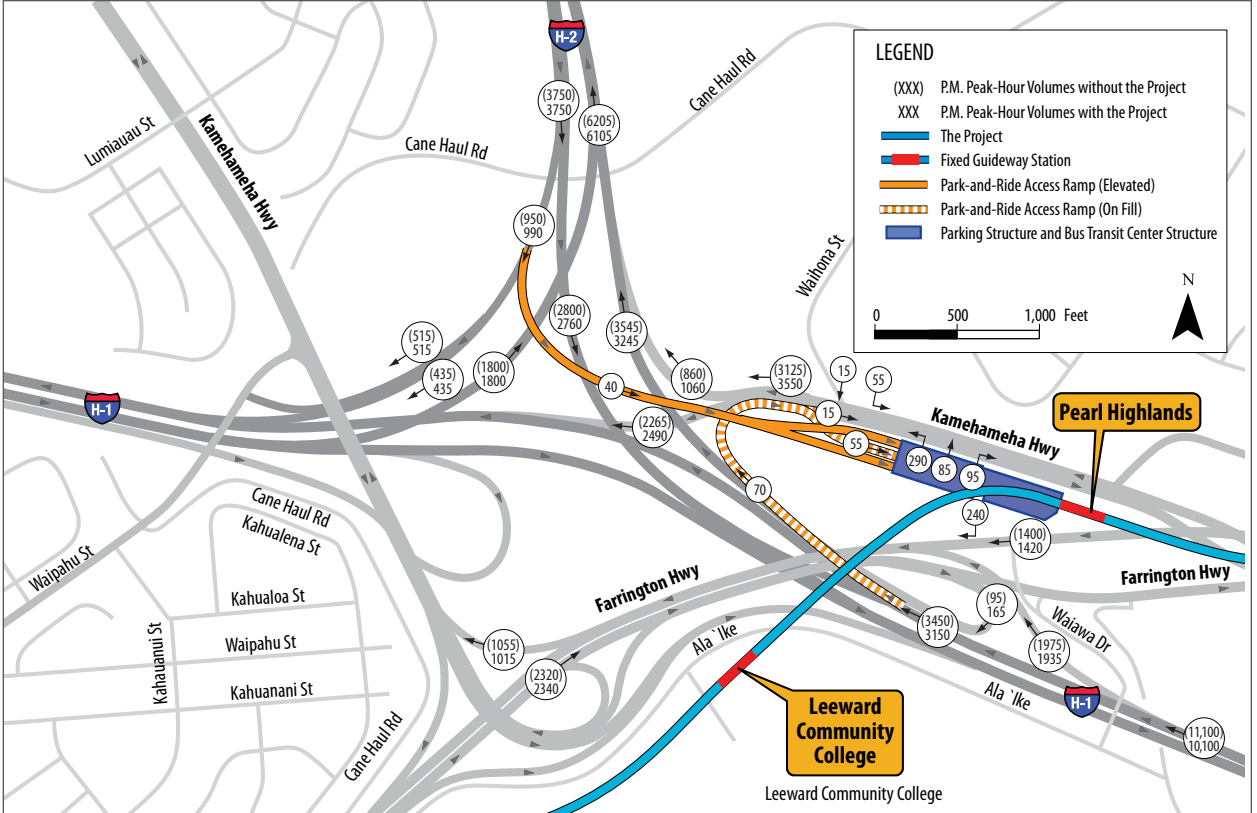 H-2
LEGEND
(XXX) P.M. Peak-Hour Volumes without the Project
XXX P.M. Peak-Hour Volumes with the Project
The Project
Fixed Guideway Station
Park-and-Ride Access Ramp (Elevated)
Park-and-Ride Access Ramp (On Fill)
Parking Structure and Bus Transit Center Structure
0 500 1,000 Feet
N
Cane Haul Rd
(3750)
3750
(6205)
6105
Lumiauau St
Kamehameha Hwy
Cane Haul Rd
(950)
990
Waihona St
(2800)
2760
(3545)
3245
(515)
515
(435)
435
(1800)
1800
(860)
1060
(3125)
3550
15
55
40
15
H-1
(2265)
2490
55
Kamehameha Hwy
Pearl Highlands
290
85
95
70
240
(1400)
1420
Cane Haul Rd
Kahualena St
Waipahu St
Farrington Hwy
Farrington Hwy
Kahualoa St
(95)
165
(3450)
3150
Waiawa Dr
Kahauanui St
Waipahu St
(1055)
1015
Ala `Ike
(1975)
1935
(2320)
2340
Kahuanani St
Ala `Ike
H-1
Leeward
Community
College
Cane Haul Rd
(11,100)
10,100
Leeward Community College